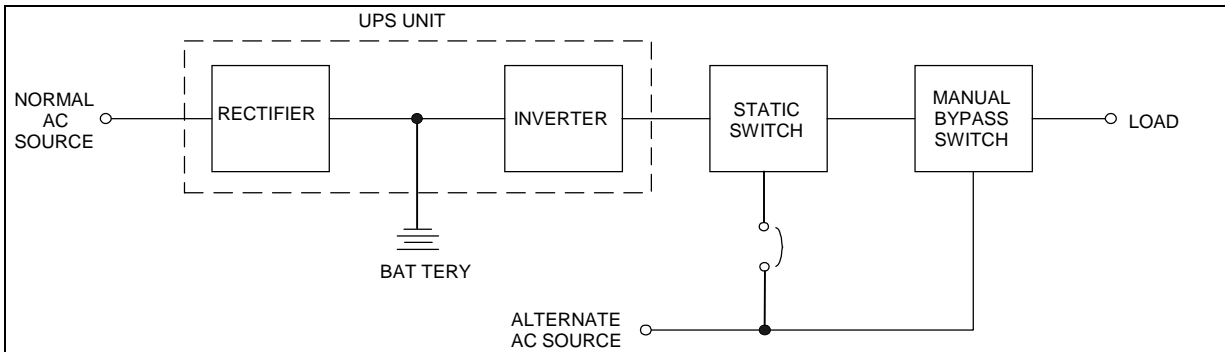 UPS UNIT
NORMAL
AC
SOURCE
RECTIFIER
INVERTER
STATIC
SWITCH
MANUAL
BYPASS
SWITCH
LOAD
BAT TERY
ALTERNATE
AC SOURCE